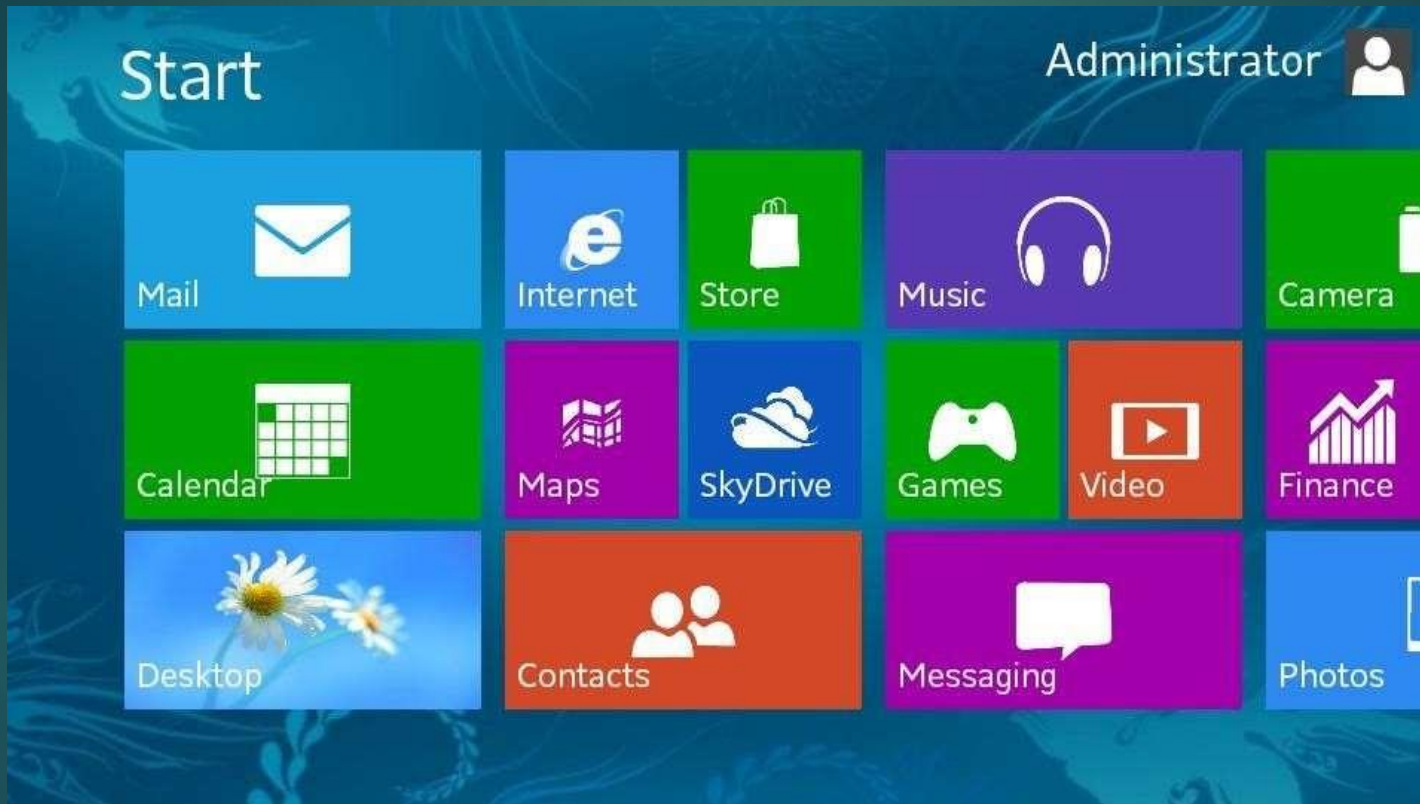 Start
Administrator
Mail
Internet
Store
Music
Camera
Calendar
Maps
SkyDrive
Games
Video
Finance
Desktop
Contacts
Messaging
Photos